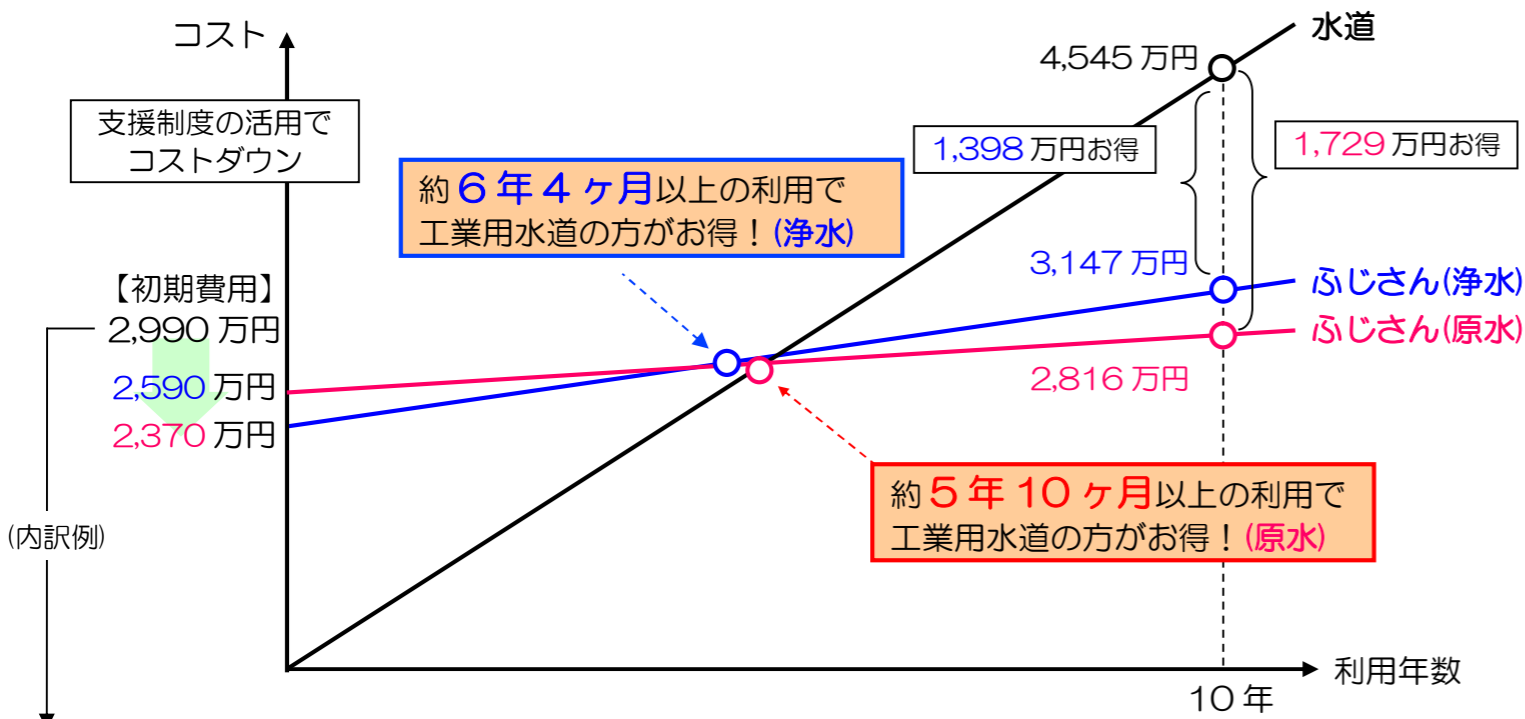 コスト
水道
4,545 万円
支援制度の活用で
コストダウン
1,398 万円お得
1,729 万円お得
約６年４ヶ月以上の利用で
工業用水道の方がお得！(浄水)
3,147 万円
ふじさん(浄水)
【初期費用】
2,990 万円
ふじさん(原水)
2,590 万円
2,816 万円
2,370 万円
約５年10 ヶ月以上の利用で
工業用水道の方がお得！(原水)
(内訳例)
利用年数
10 年